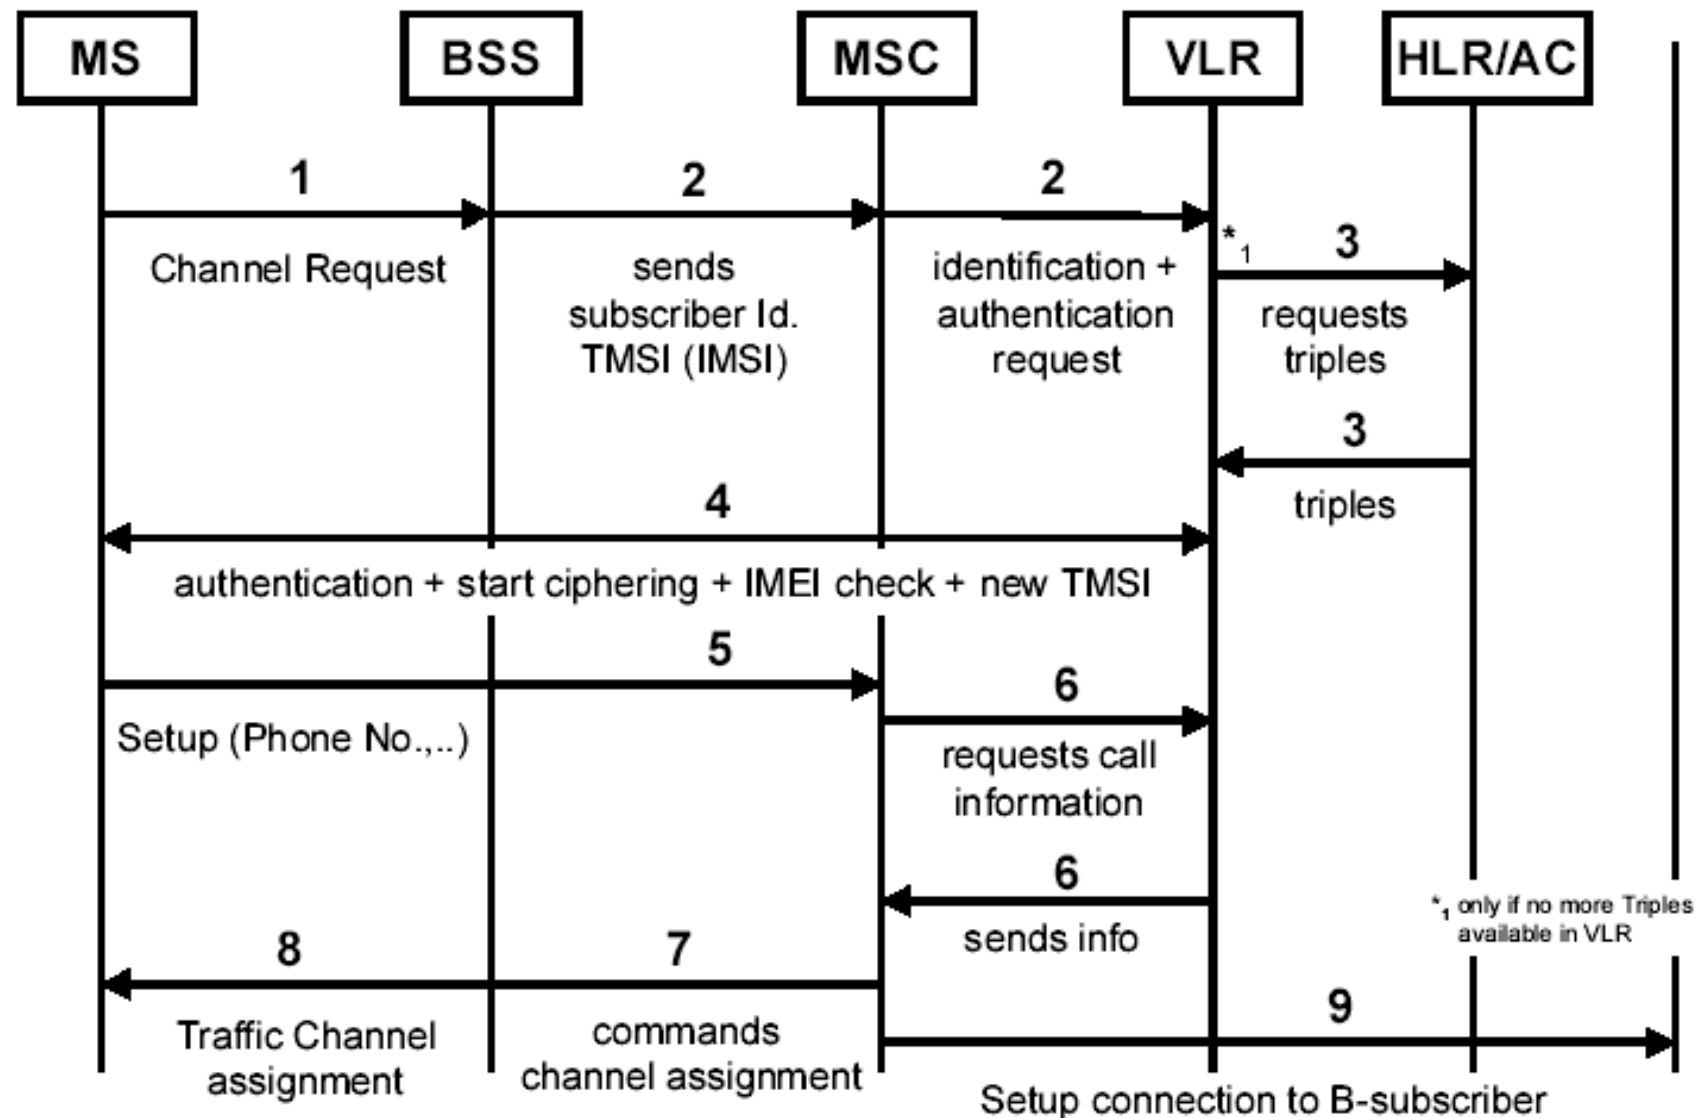 MS
BSS
MSC
VLR
HLR/AC
1
2
2
*1
3
Channel Request
sends
subscriber Id.
TMSI (IMSI)
identification +
authentication
request
requests
triples
3
triples
4
authentication + start ciphering + IMEI check + new TMSI
5
Setup (Phone No.,..)
6
requests call
information
6
sends info
*1 only if no more Triples
available in VLR
8
7
Traffic Channel
assignment
commands
channel assignment
9
Setup connection to B-subscriber